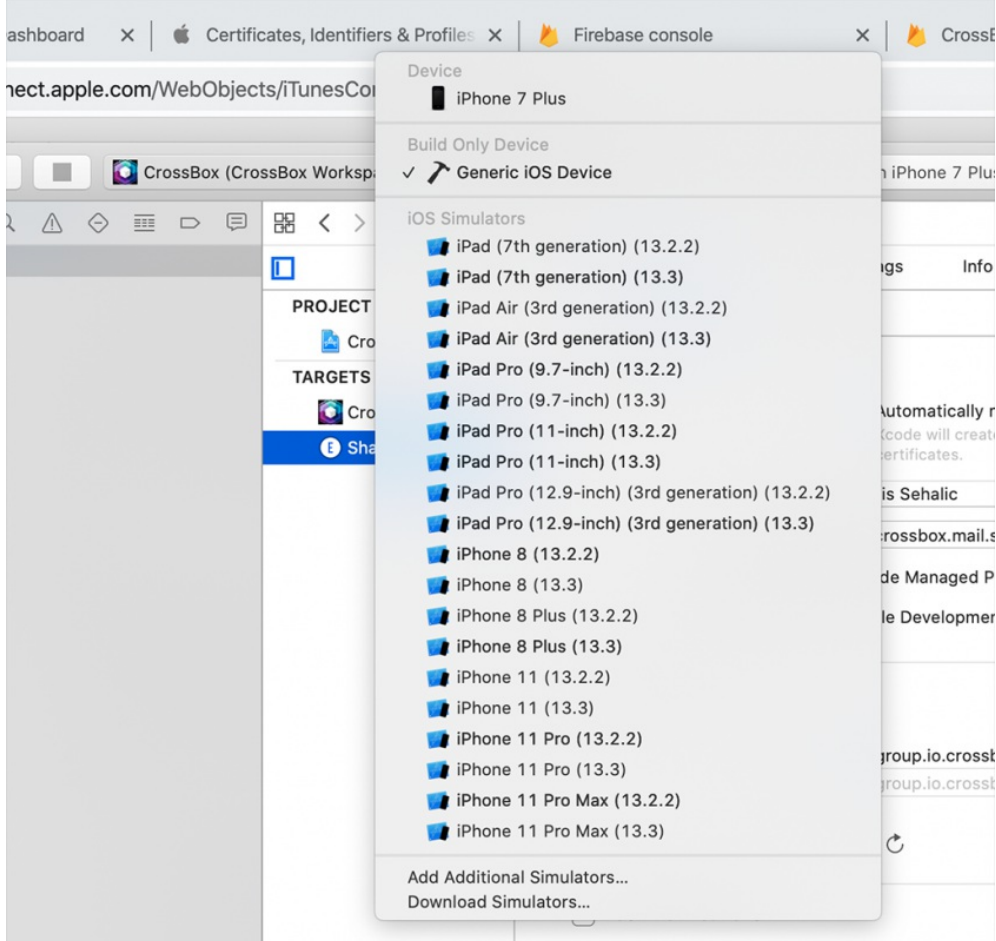 ashboard
Certificates, Identifiers & Profiles
Firebase console
CrossB
nect.apple.com/WebObjects/iTunesCo
Device
iPhone 7 Plus
Build Only Device
CrossBox (CrossBox Worksp
✓ Generic iOS Device
iPhone 7 Plus
iOS Simulators
iPad (7th generation) (13.2.2)
iPad (7th generation) (13.3)
iPad Air (3rd generation) (13.2.2)
iPad Air (3rd generation) (13.3)
iPad Pro (9.7-inch) (13.2.2)
iPad Pro (9.7-inch) (13.3)
iPad Pro (11-inch) (13.2.2)
iPad Pro (11-inch) (13.3)
iPad Pro (12.9-inch) (3rd generation) (13.2.2)
iPad Pro (12.9-inch) (3rd generation) (13.3)
iPhone 8 (13.2.2)
iPhone 8 (13.3)
iPhone 8 Plus (13.2.2)
iPhone 8 Plus (13.3)
iPhone 11 (13.2.2)
iPhone 11 (13.3)
iPhone 11 Pro (13.2.2)
iPhone 11 Pro (13.3)
iPhone 11 Pro Max (13.2.2)
iPhone 11 Pro Max (13.3)
Add Additional Simulators...
Download Simulators...
PROJECT
Cro
TARGETS
Cro
E Sha
ngs
Info
Automatically
Xcode will creat
certificates.
is Sehalic
crossbox.mail.s
de Managed P
le Developmer
group.io.crossb
group.io.crossb